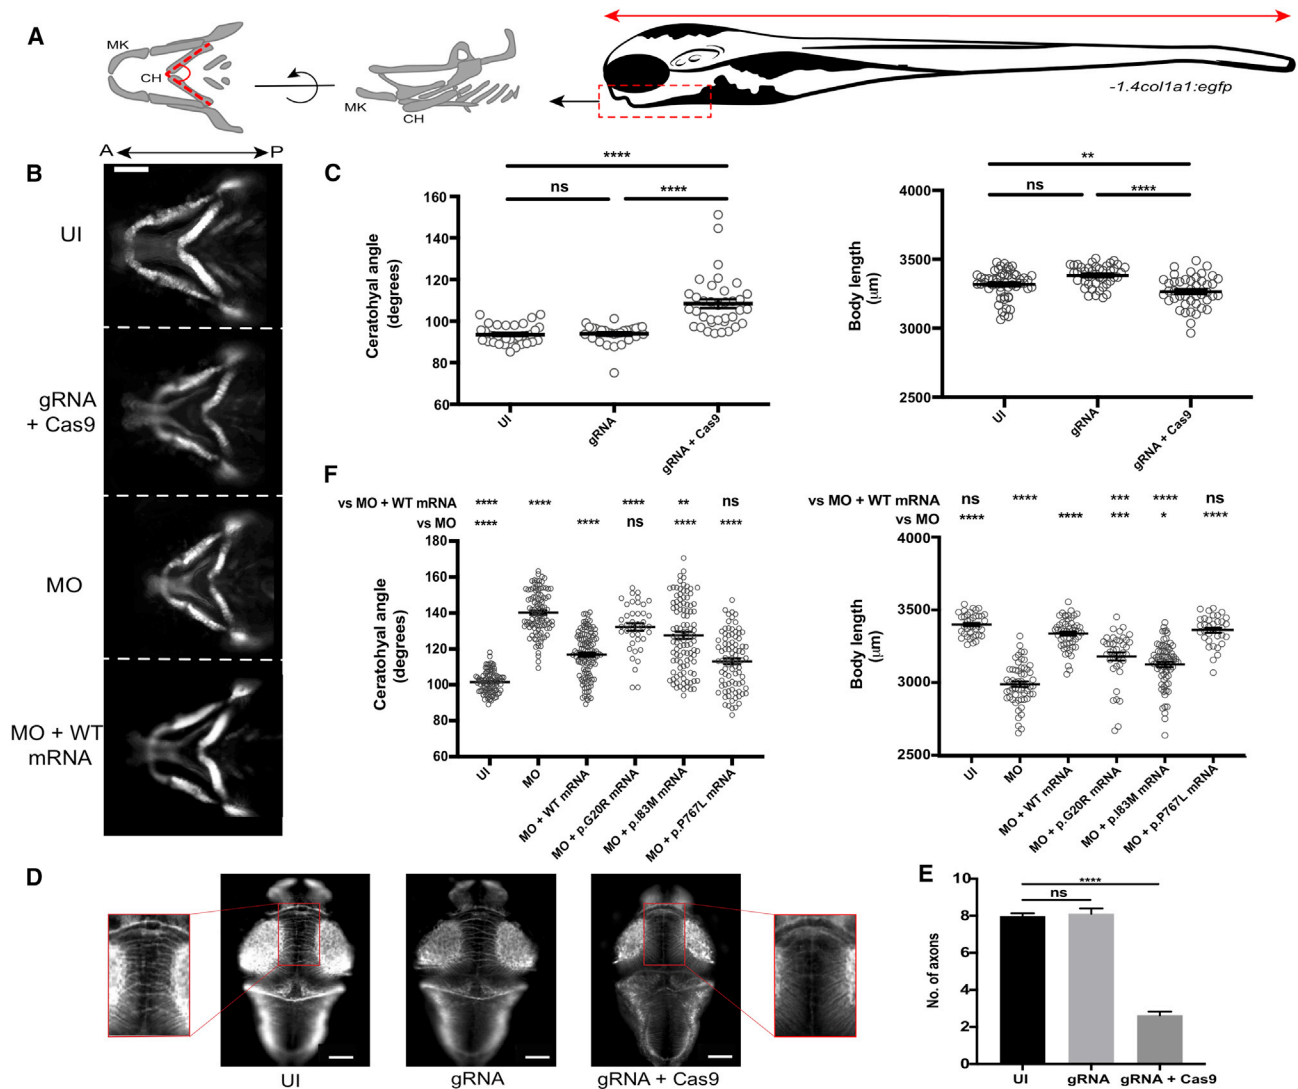 A
MK
CH
MK
CH
-1.4col1a1:egfp
A
P
B
UI
gRNA
+ Cas9
MO
MO + WT
mRNA
C
****
ns
****
Ceratohyal angle
(degrees)
160
140
120
100
80
60
UI
gRNA
gRNA + Cas9
**
ns
****
Body length
(μm)
4000
3500
3000
2500
UI
gRNA
gRNA + Cas9
F
vs MO + WT mRNA
**** **** **** ** ns
vs MO
**** **** ns **** ****
Ceratohyal angle
(degrees)
180
160
140
120
100
80
60
UI
MO
MO + WT mRNA
MO + p.G20R mRNA
MO + p.I83M mRNA
MO + p.P767L mRNA
vs MO + WT mRNA
ns **** *** **** ns
vs MO
**** **** *** * ****
Body length
(μm)
4000
3500
3000
2500
UI
MO
MO + WT mRNA
MO + p.G20R mRNA
MO + p.I83M mRNA
MO + p.P767L mRNA
D
UI
gRNA
gRNA + Cas9
E
****
ns
No. of axons
10
8
6
4
2
0
UI
gRNA
gRNA + Cas9